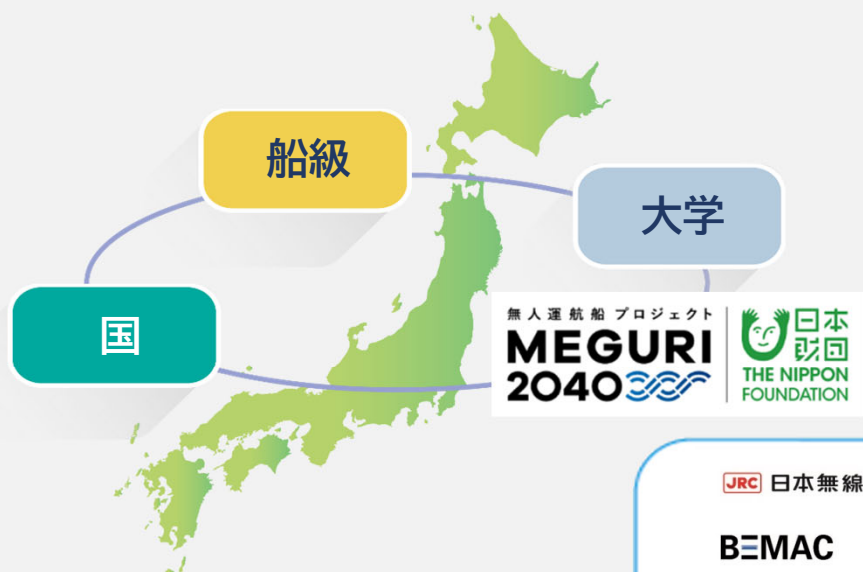 船級
大学
国
無人運航船 プロジェクト
MEGURI
2040
日本
財団
THE NIPPON
FOUNDATION
JRC 日本無線
BEMAC